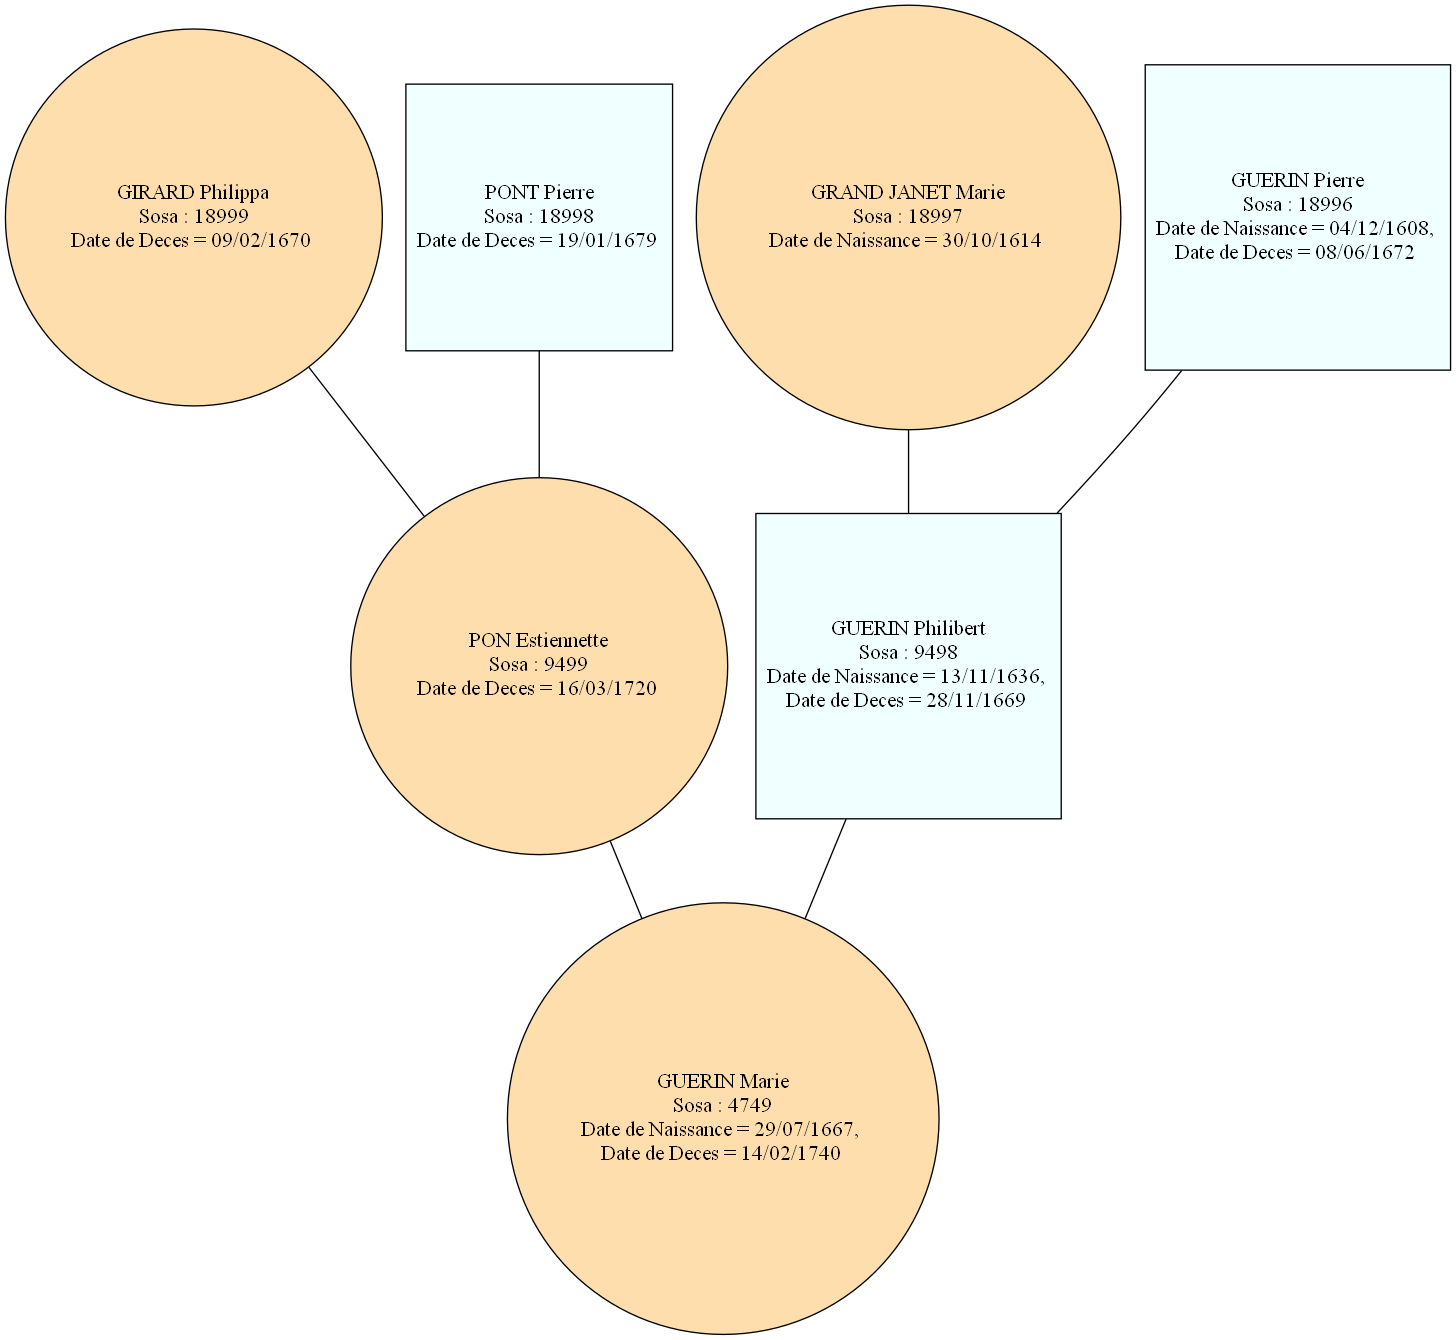 GIRARD Philippa
Sosa : 18999
Date de Deces = 09/02/1670
PONT Pierre
Sosa : 18998
Date de Deces = 19/01/1679
GRAND JANET Marie
Sosa : 18997
Date de Naissance = 30/10/1614
GUERIN Pierre
Sosa : 18996
Date de Naissance = 04/12/1608,
Date de Deces = 08/06/1672
PON Estiennette
Sosa : 9499
Date de Deces = 16/03/1720
GUERIN Philibert
Sosa : 9498
Date de Naissance = 13/11/1636,
Date de Deces = 28/11/1669
GUERIN Marie
Sosa : 4749
Date de Naissance = 29/07/1667,
Date de Deces = 14/02/1740